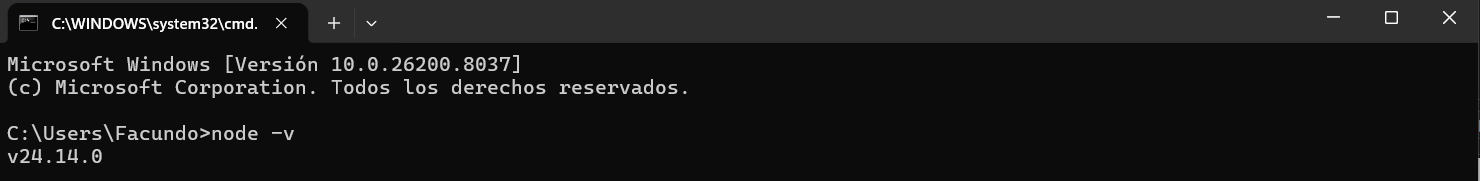 C:\WINDOWS\system32\cmd.
Microsoft Windows [Versión 10.0.26200.8037]
(c) Microsoft Corporation. Todos los derechos reservados.
C:\Users\Facundo>node -v
v24.14.0